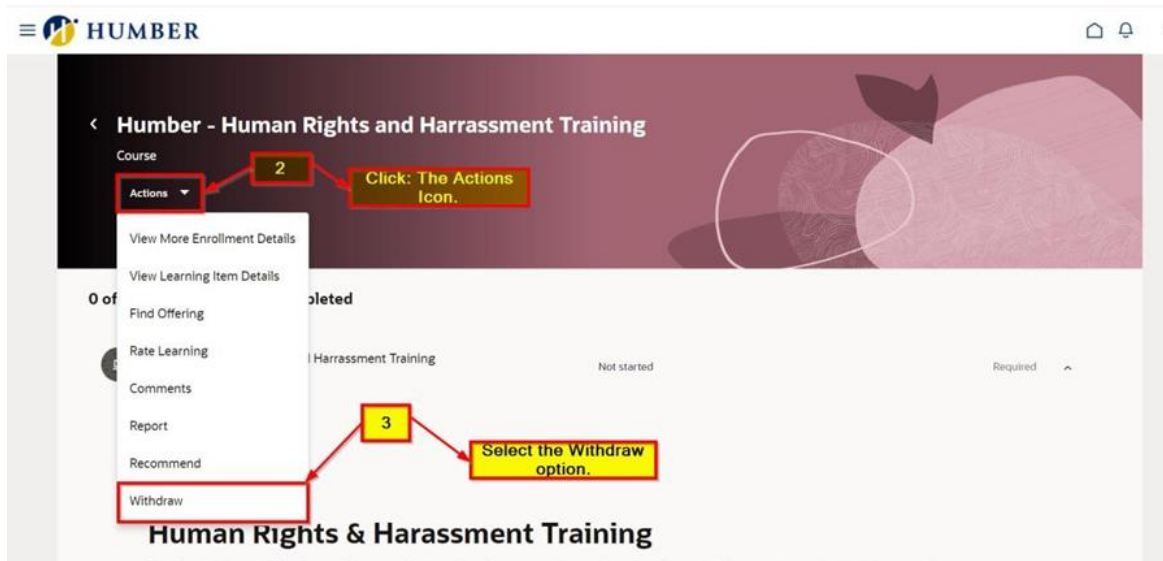 HUMBER
Humber - Human Rights and Harrassment Training
Course
2
Click: The Actions
Icon.
Actions
View More Enrollment Details
View Learning Item Details
0 of
pleted
Find Offering
Rate Learning
Harrassment Training
Not started
Required
Comments
Report
3
Select the Withdraw
option.
Recommend
Withdraw
Human Rights & Harassment Training